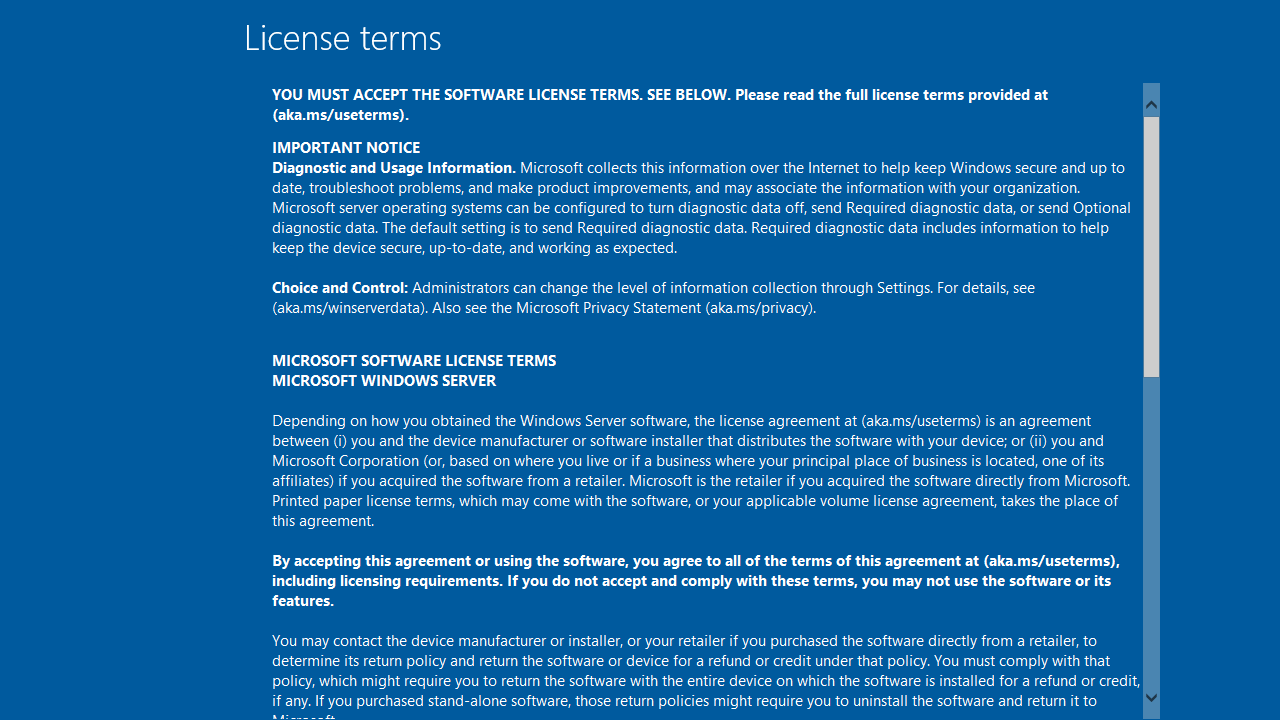 License terms
YOU MUST ACCEPT THE SOFTWARE LICENSE TERMS. SEE BELOW. Please read the full license terms provided at
(aka.ms/useterms).
IMPORTANT NOTICE
Diagnostic and Usage Information. Microsoft collects this information over the Internet to help keep Windows secure and up to
date, troubleshoot problems, and make product improvements, and may associate the information with your organization.
Microsoft server operating systems can be configured to turn diagnostic data off, send Required diagnostic data, or send Optional
diagnostic data. The default setting is to send Required diagnostic data. Required diagnostic data includes information to help
keep the device secure, up-to-date, and working as expected.
Choice and Control: Administrators can change the level of information collection through Settings. For details, see
(aka.ms/winserverdata). Also see the Microsoft Privacy Statement (aka.ms/privacy).
MICROSOFT SOFTWARE LICENSE TERMS
MICROSOFT WINDOWS SERVER
Depending on how you obtained the Windows Server software, the license agreement at (aka.ms/useterms) is an agreement
between (i) you and the device manufacturer or software installer that distributes the software with your device; or (ii) you and
Microsoft Corporation (or, based on where you live or if a business where your principal place of business is located, one of its
affiliates) if you acquired the software from a retailer. Microsoft is the retailer if you acquired the software directly from Microsoft.
Printed paper license terms, which may come with the software, or your applicable volume license agreement, takes the place of
this agreement.
By accepting this agreement or using the software, you agree to all of the terms of this agreement at (aka.ms/useterms),
including licensing requirements. If you do not accept and comply with these terms, you may not use the software or its
features.
You may contact the device manufacturer or installer, or your retailer if you purchased the software directly from a retailer, to
determine its return policy and return the software or device for a refund or credit under that policy. You must comply with that
policy, which might require you to return the software with the entire device on which the software is installed for a refund or credit,
if any. If you purchased stand-alone software, those return policies might require you to uninstall the software and return it to
Microsoft.